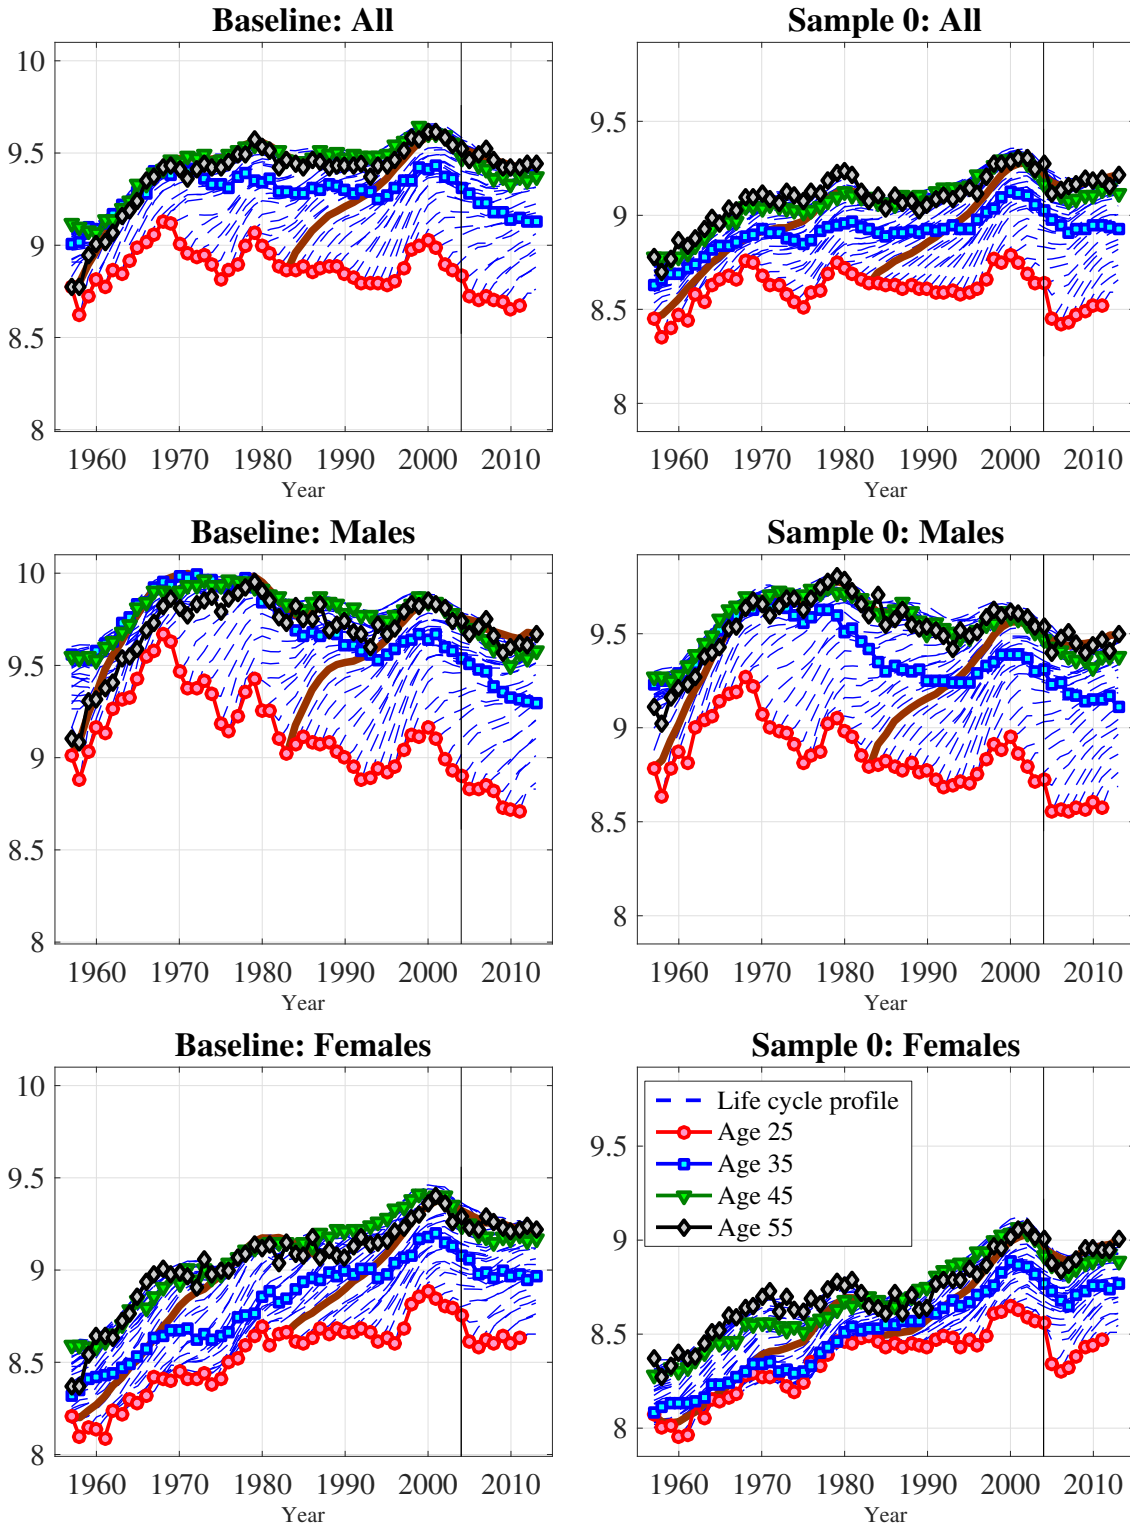 Baseline: All
10
9.5
9
8.5
8
1960 1970 1980 1990 2000 2010
Year
Sample 0: All
9.5
9
8.5
8
1960 1970 1980 1990 2000 2010
Year
Baseline: Males
10
9.5
9
8.5
8
1960 1970 1980 1990 2000 2010
Year
Sample 0: Males
9.5
9
8.5
8
1960 1970 1980 1990 2000 2010
Year
Baseline: Females
10
9.5
9
8.5
8
1960 1970 1980 1990 2000 2010
Year
Sample 0: Females
9.5
9
8.5
8
Life cycle profile
Age 25
Age 35
Age 45
Age 55
1960 1970 1980 1990 2000 2010
Year